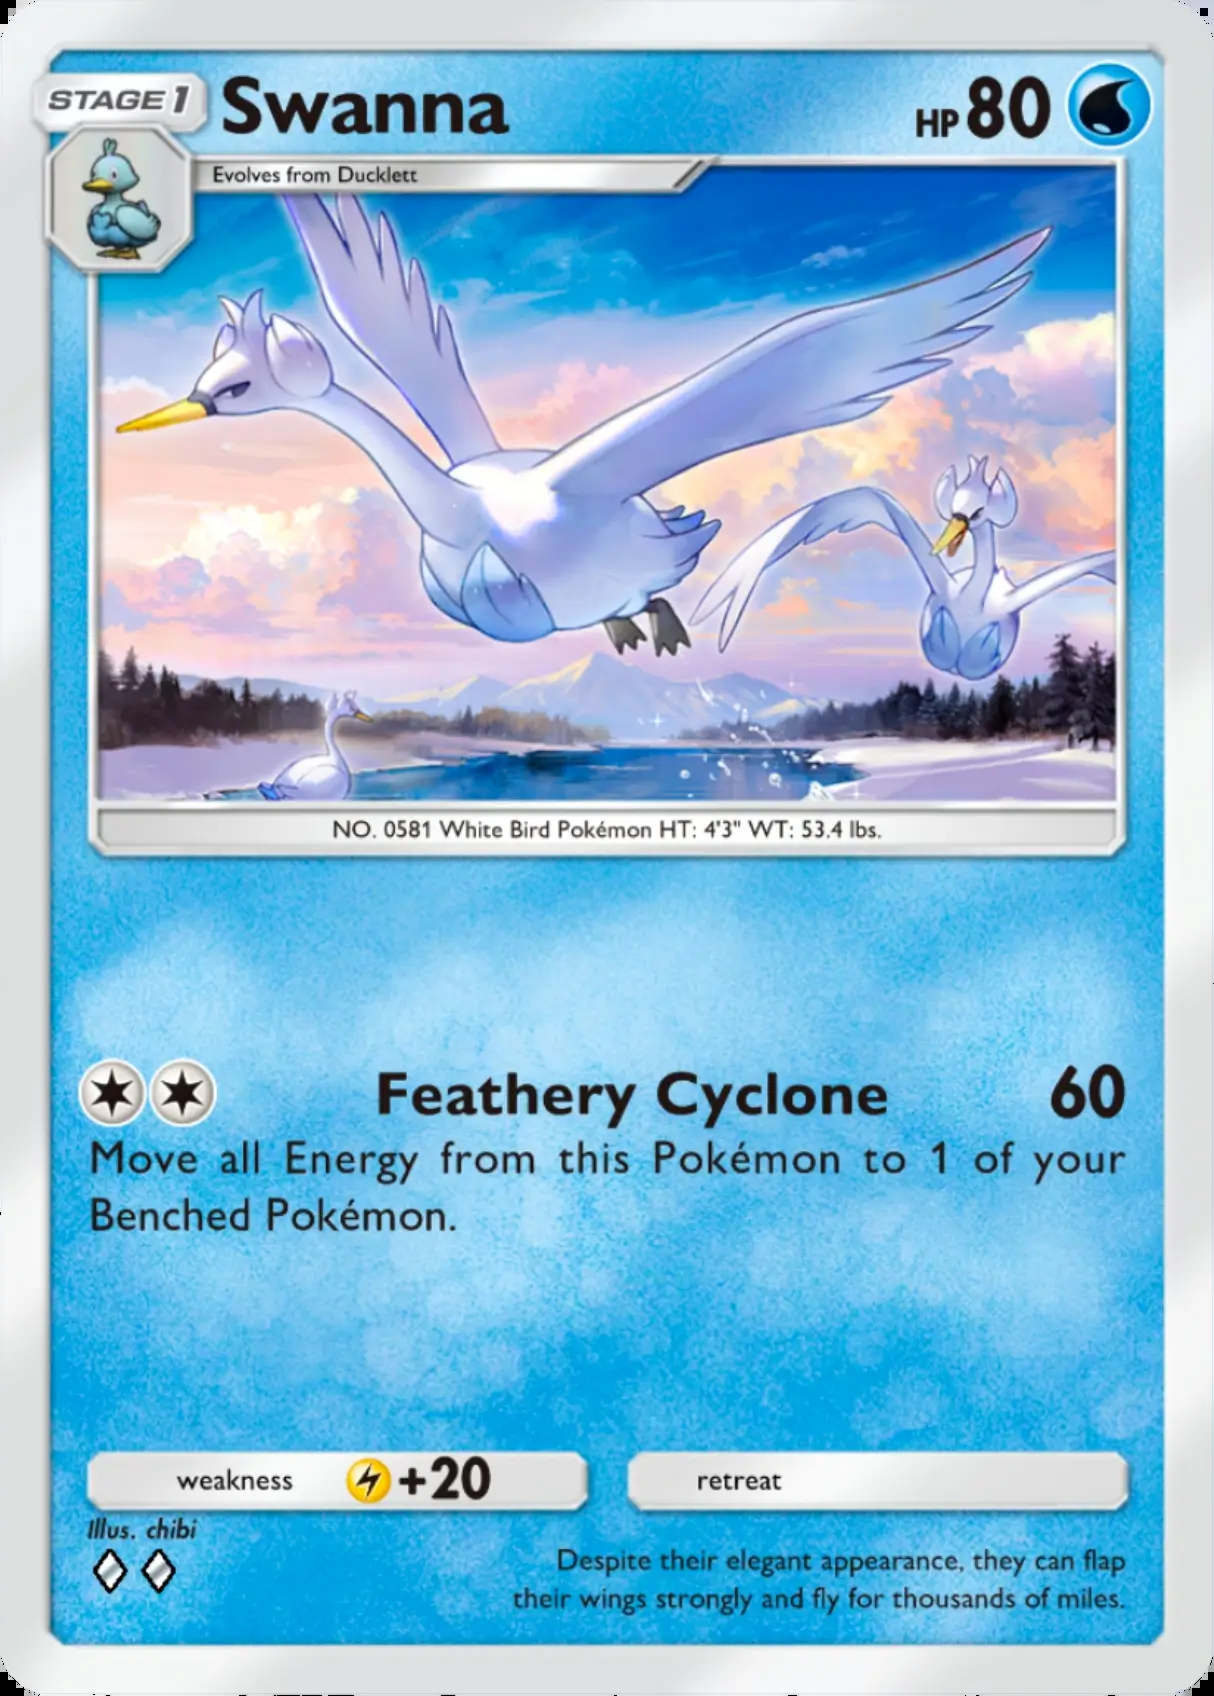 STAGE 1
Swanna
HP 80
Evolves from Ducklett
NO. 0581 White Bird Pokémon HT: 4'3" WT: 53.4 lbs.
Feathery Cyclone 60
Move all Energy from this Pokémon to 1 of your
Benched Pokémon.
weakness +20
retreat
Illus. chibi
Despite their elegant appearance, they can flap
their wings strongly and fly for thousands of miles.